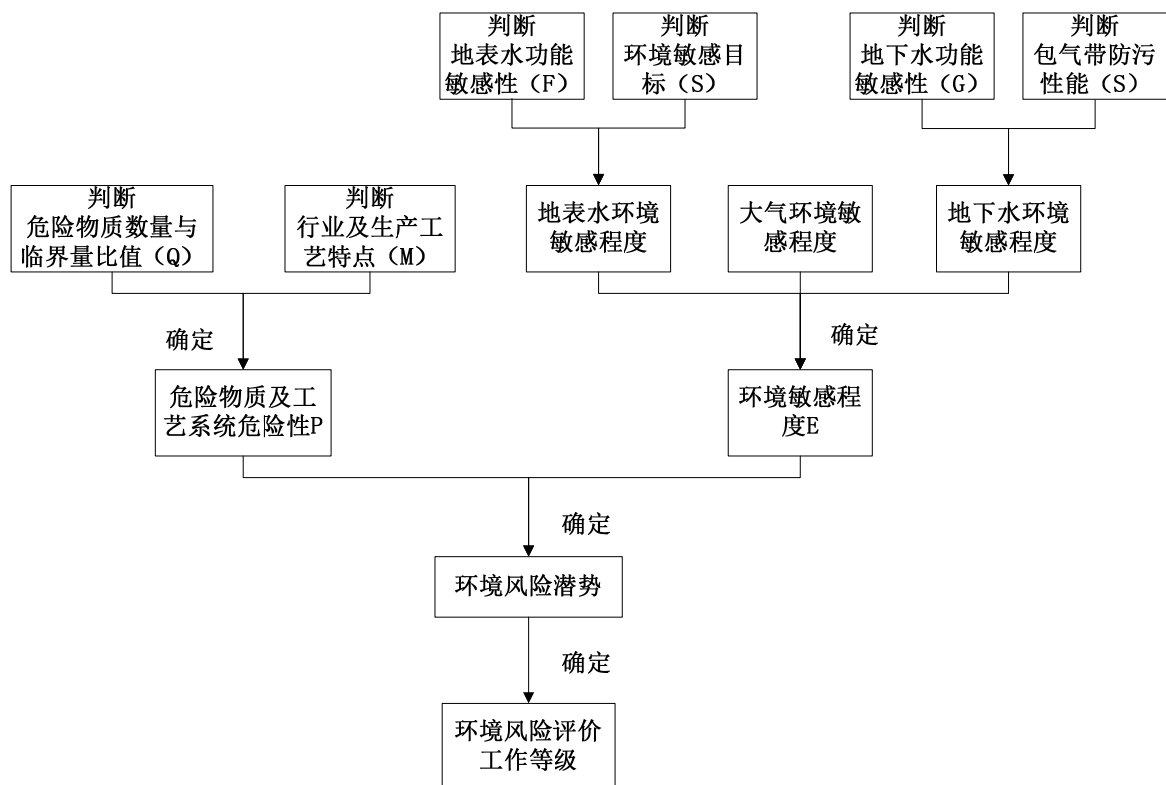 判断
地表水功能
敏感性（F）
判断
环境敏感目
标（S）
判断
地下水功能
敏感性（G）
判断
包气带防污
性能（S）
判断
危险物质数量与
临界量比值（Q）
判断
行业及生产工
艺特点（M）
地表水环境
敏感程度
大气环境敏
感程度
地下水环境
敏感程度
确定
确定
危险物质及工
艺系统危险性P
环境敏感程
度E
确定
环境风险潜势
确定
环境风险评价
工作等级